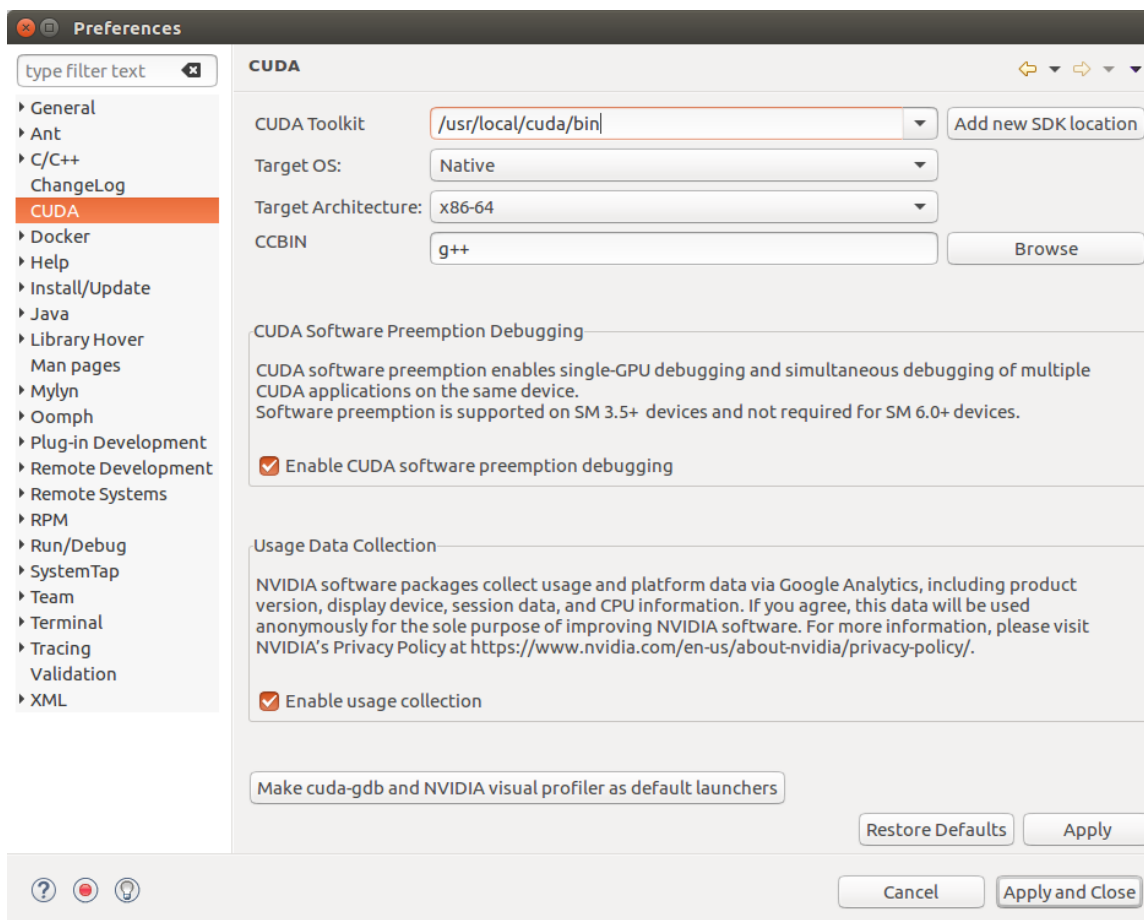 Preferences
type filter text
CUDA
General
Ant
C/C++
ChangeLog
CUDA
Docker
Help
Install/Update
Java
Library Hover
Man pages
Mylyn
Oomph
Plug-in Development
Remote Development
Remote Systems
RPM
Run/Debug
SystemTap
Team
Terminal
Tracing
Validation
XML
CUDA Toolkit /usr/local/cuda/bin Add new SDK location
Target OS: Native
Target Architecture: x86-64
CCBIN g++ Browse
CUDA Software Preemption Debugging
CUDA software preemption enables single-GPU debugging and simultaneous debugging of multiple
CUDA applications on the same device.
Software preemption is supported on SM 3.5+ devices and not required for SM 6.0+ devices.
Enable CUDA software preemption debugging
Usage Data Collection
NVIDIA software packages collect usage and platform data via Google Analytics, including product
version, display device, session data, and CPU information. If you agree, this data will be used
anonymously for the sole purpose of improving NVIDIA software. For more information, please visit
NVIDIA's Privacy Policy at https://www.nvidia.com/en-us/about-nvidia/privacy-policy/.
Enable usage collection
Make cuda-gdb and NVIDIA visual profiler as default launchers
Restore Defaults Apply
Cancel Apply and Close